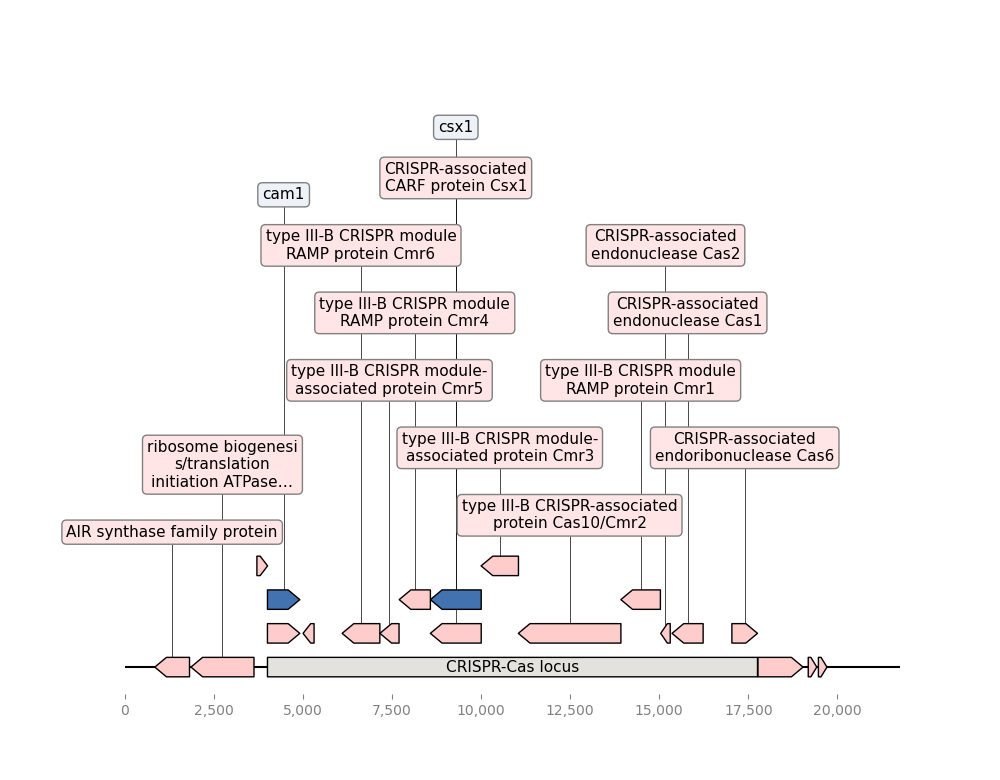 csx1
CRISPR-associated
CARF protein Csx1
cam1
type III-B CRISPR module
RAMP protein Cmr6
CRISPR-associated
endonuclease Cas2
type III-B CRISPR module
RAMP protein Cmr4
CRISPR-associated
endonuclease Cas1
type III-B CRISPR module-
associated protein Cmr5
type III-B CRISPR module
RAMP protein Cmr1
ribosome biogenesi
s/translation
initiation ATPase...
type III-B CRISPR module-
associated protein Cmr3
CRISPR-associated
endoribonuclease Cas6
type III-B CRISPR-associated
protein Cas10/Cmr2
AIR synthase family protein
CRISPR-Cas locus
0 2,500 5,000 7,500 10,000 12,500 15,000 17,500 20,000